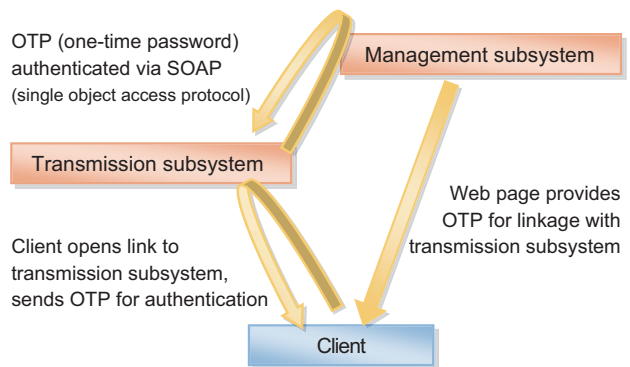 OTP (one-time password)
authenticated via SOAP
(single object access protocol)
Management subsystem
Transmission subsystem
Web page provides
OTP for linkage with
transmission subsystem
Client opens link to
transmission subsystem,
sends OTP for authentication
Client